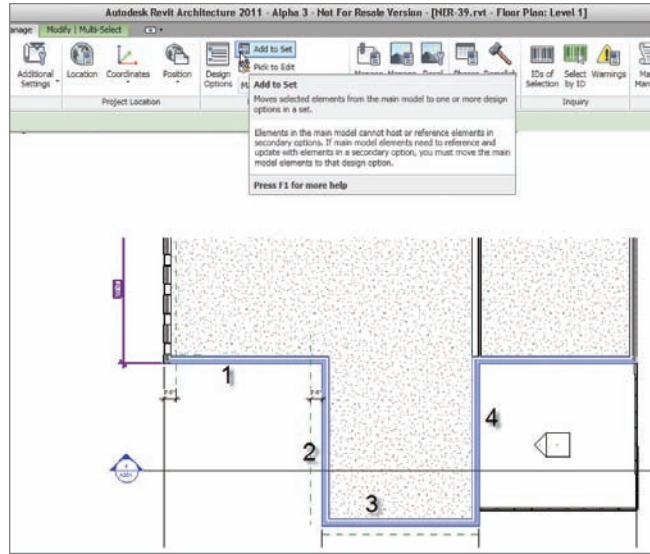 Autodesk Revit Architecture 2011 - Alpha 3 - Not For Resale Version - [NER-39.rvt - Floor Plan: Level 1]
Modify | Multi-Select
Add to Set
Pick to Edit
Additional Settings
Location
Coordinates
Position
Design Options
IDs of Selection
Select by ID
Warnings
Project Location
Inquiry
Add to Set
Moves selected elements from the main model to one or more design
options in a set.
Elements in the main model cannot host or reference elements in
secondary options. If main model elements need to reference and
update with elements in a secondary option, you must move the main
model elements to that design option.
Press F1 for more help
1
2
3
4